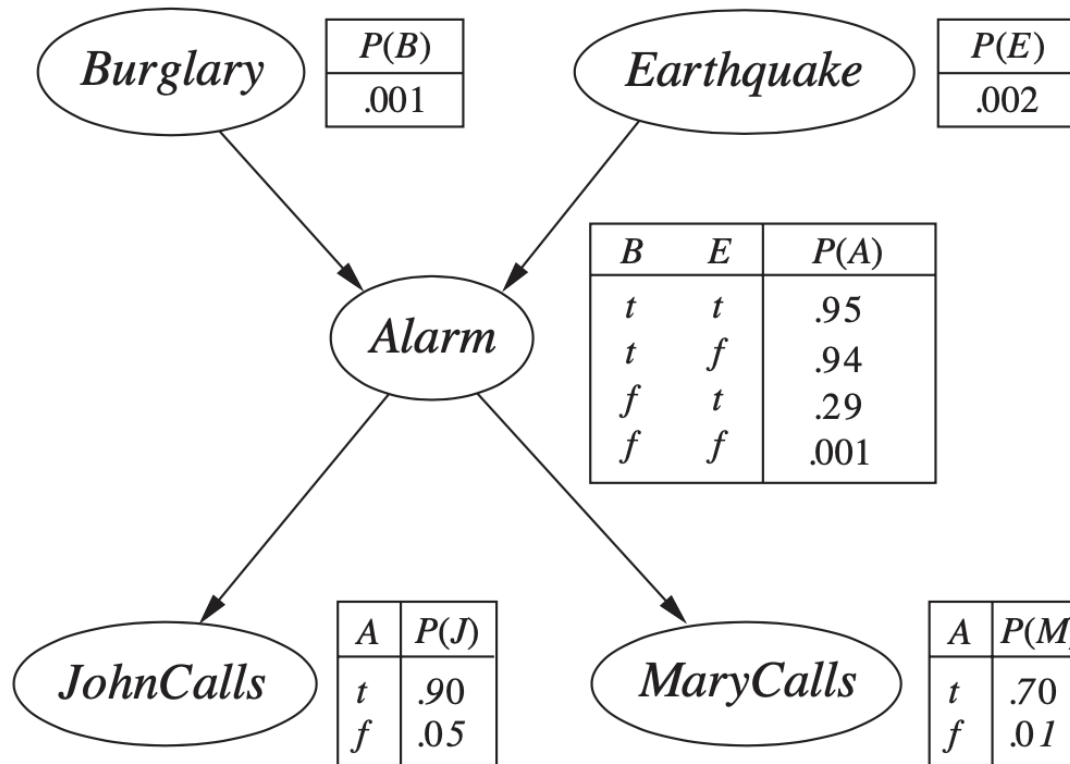 Burglary
P(B)
.001
Earthquake
P(E)
.002
B E P(A)
t t .95
t f .94
f t .29
f f .001
Alarm
JohnCalls
A P(J)
t .90
f .05
MaryCalls
A P(M
t .70
f .01